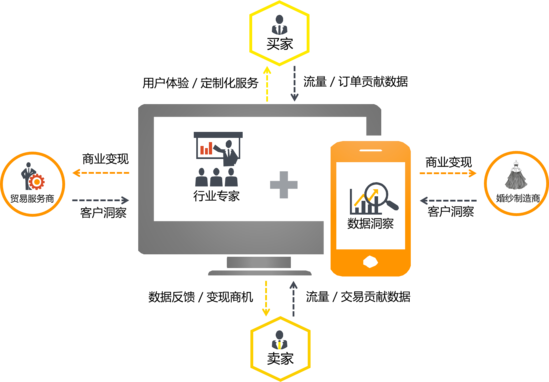 买家
用户体验 / 定制化服务
流量 / 订单贡献数据
商业变现
贸易服务商
客户洞察
行业专家
数据洞察
商业变现
婚纱制造商
客户洞察
数据反馈 / 变现商机
流量 / 交易贡献数据
卖家